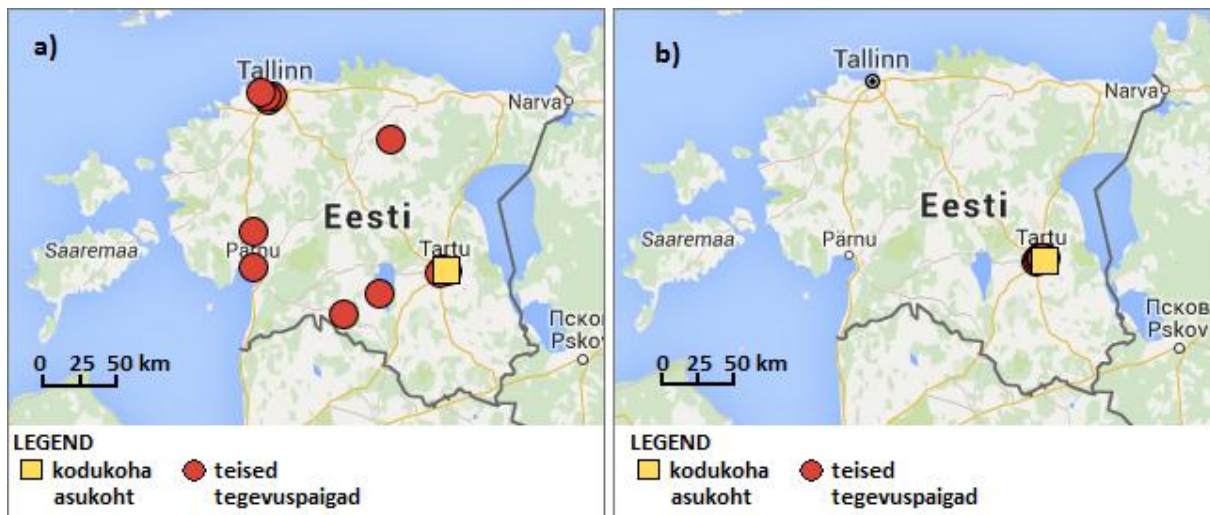 a)
Tallinn
Narva
Eesti
Saaremaa
Pärnu
Tartu
Псков
Pskov
0 25 50 km
LEGEND
kodukoha
asukoht
teised
tegevuspaigad
b)
Tallinn
Narva
Eesti
Saaremaa
Pärnu
Tartu
Псков
Pskov
0 25 50 km
LEGEND
kodukoha
asukoht
teised
tegevuspaigad